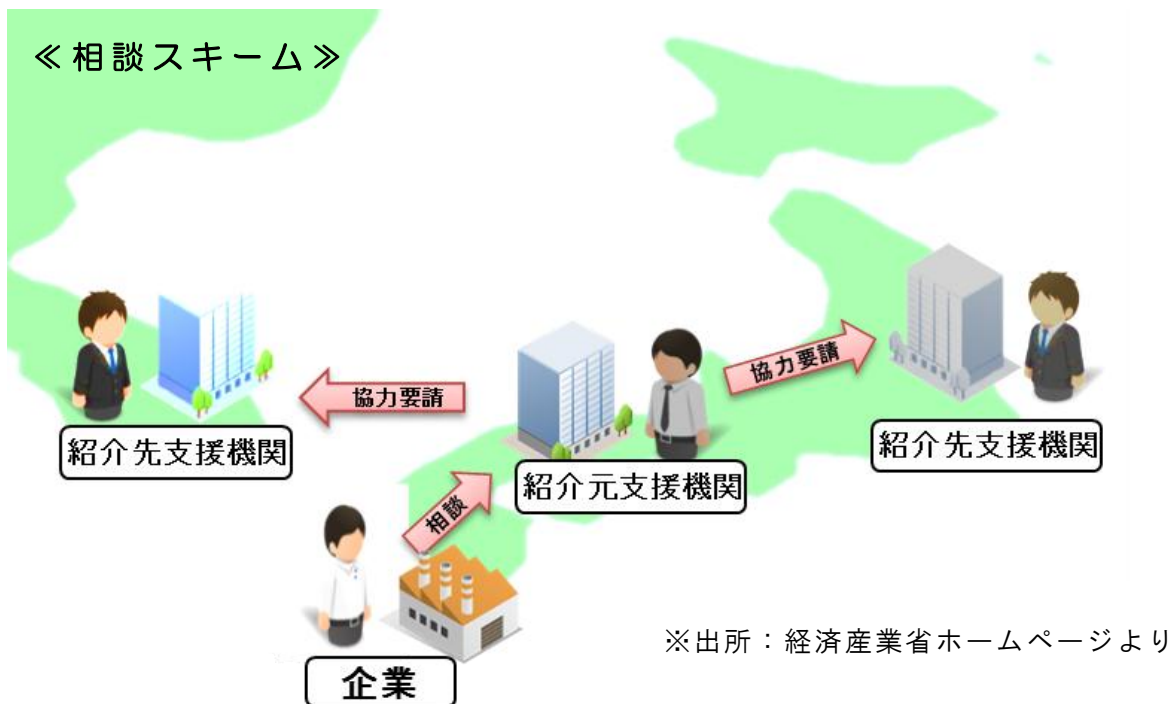 ≪相談スキーム≫
協力要請
協力要請
紹介先支援機関
紹介元支援機関
紹介先支援機関
相談
企業
※出所：経済産業省ホームページより